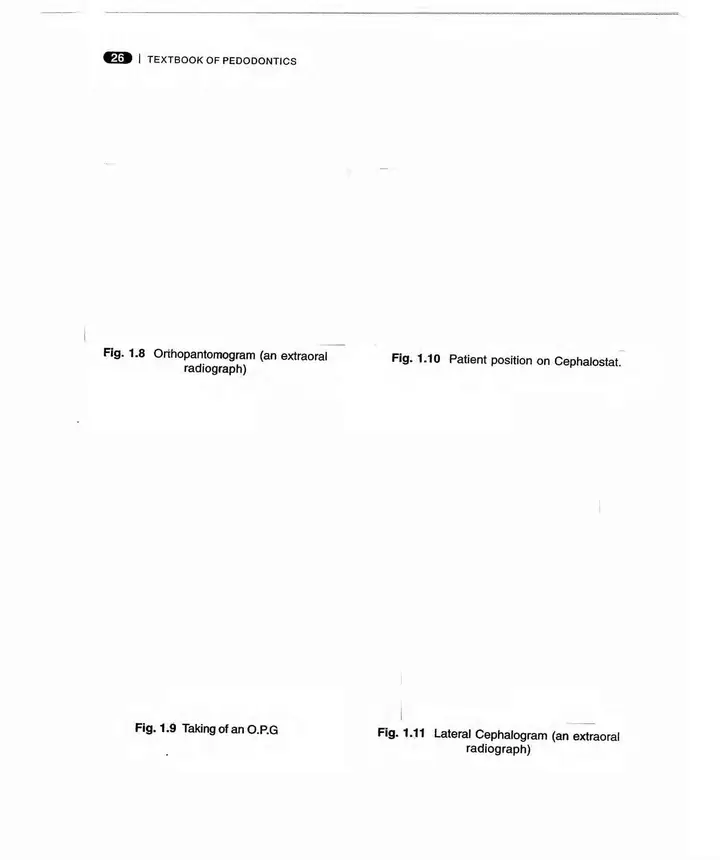 26 | TEXTBOOK OF PEDODONTICS
Fig. 1.8 Orthopantomogram (an extraoral
radiograph)
Fig. 1.10 Patient position on Cephalostat.
Fig. 1.9 Taking of an O.P.G
Fig. 1.11 Lateral Cephalogram (an extraoral
radiograph)